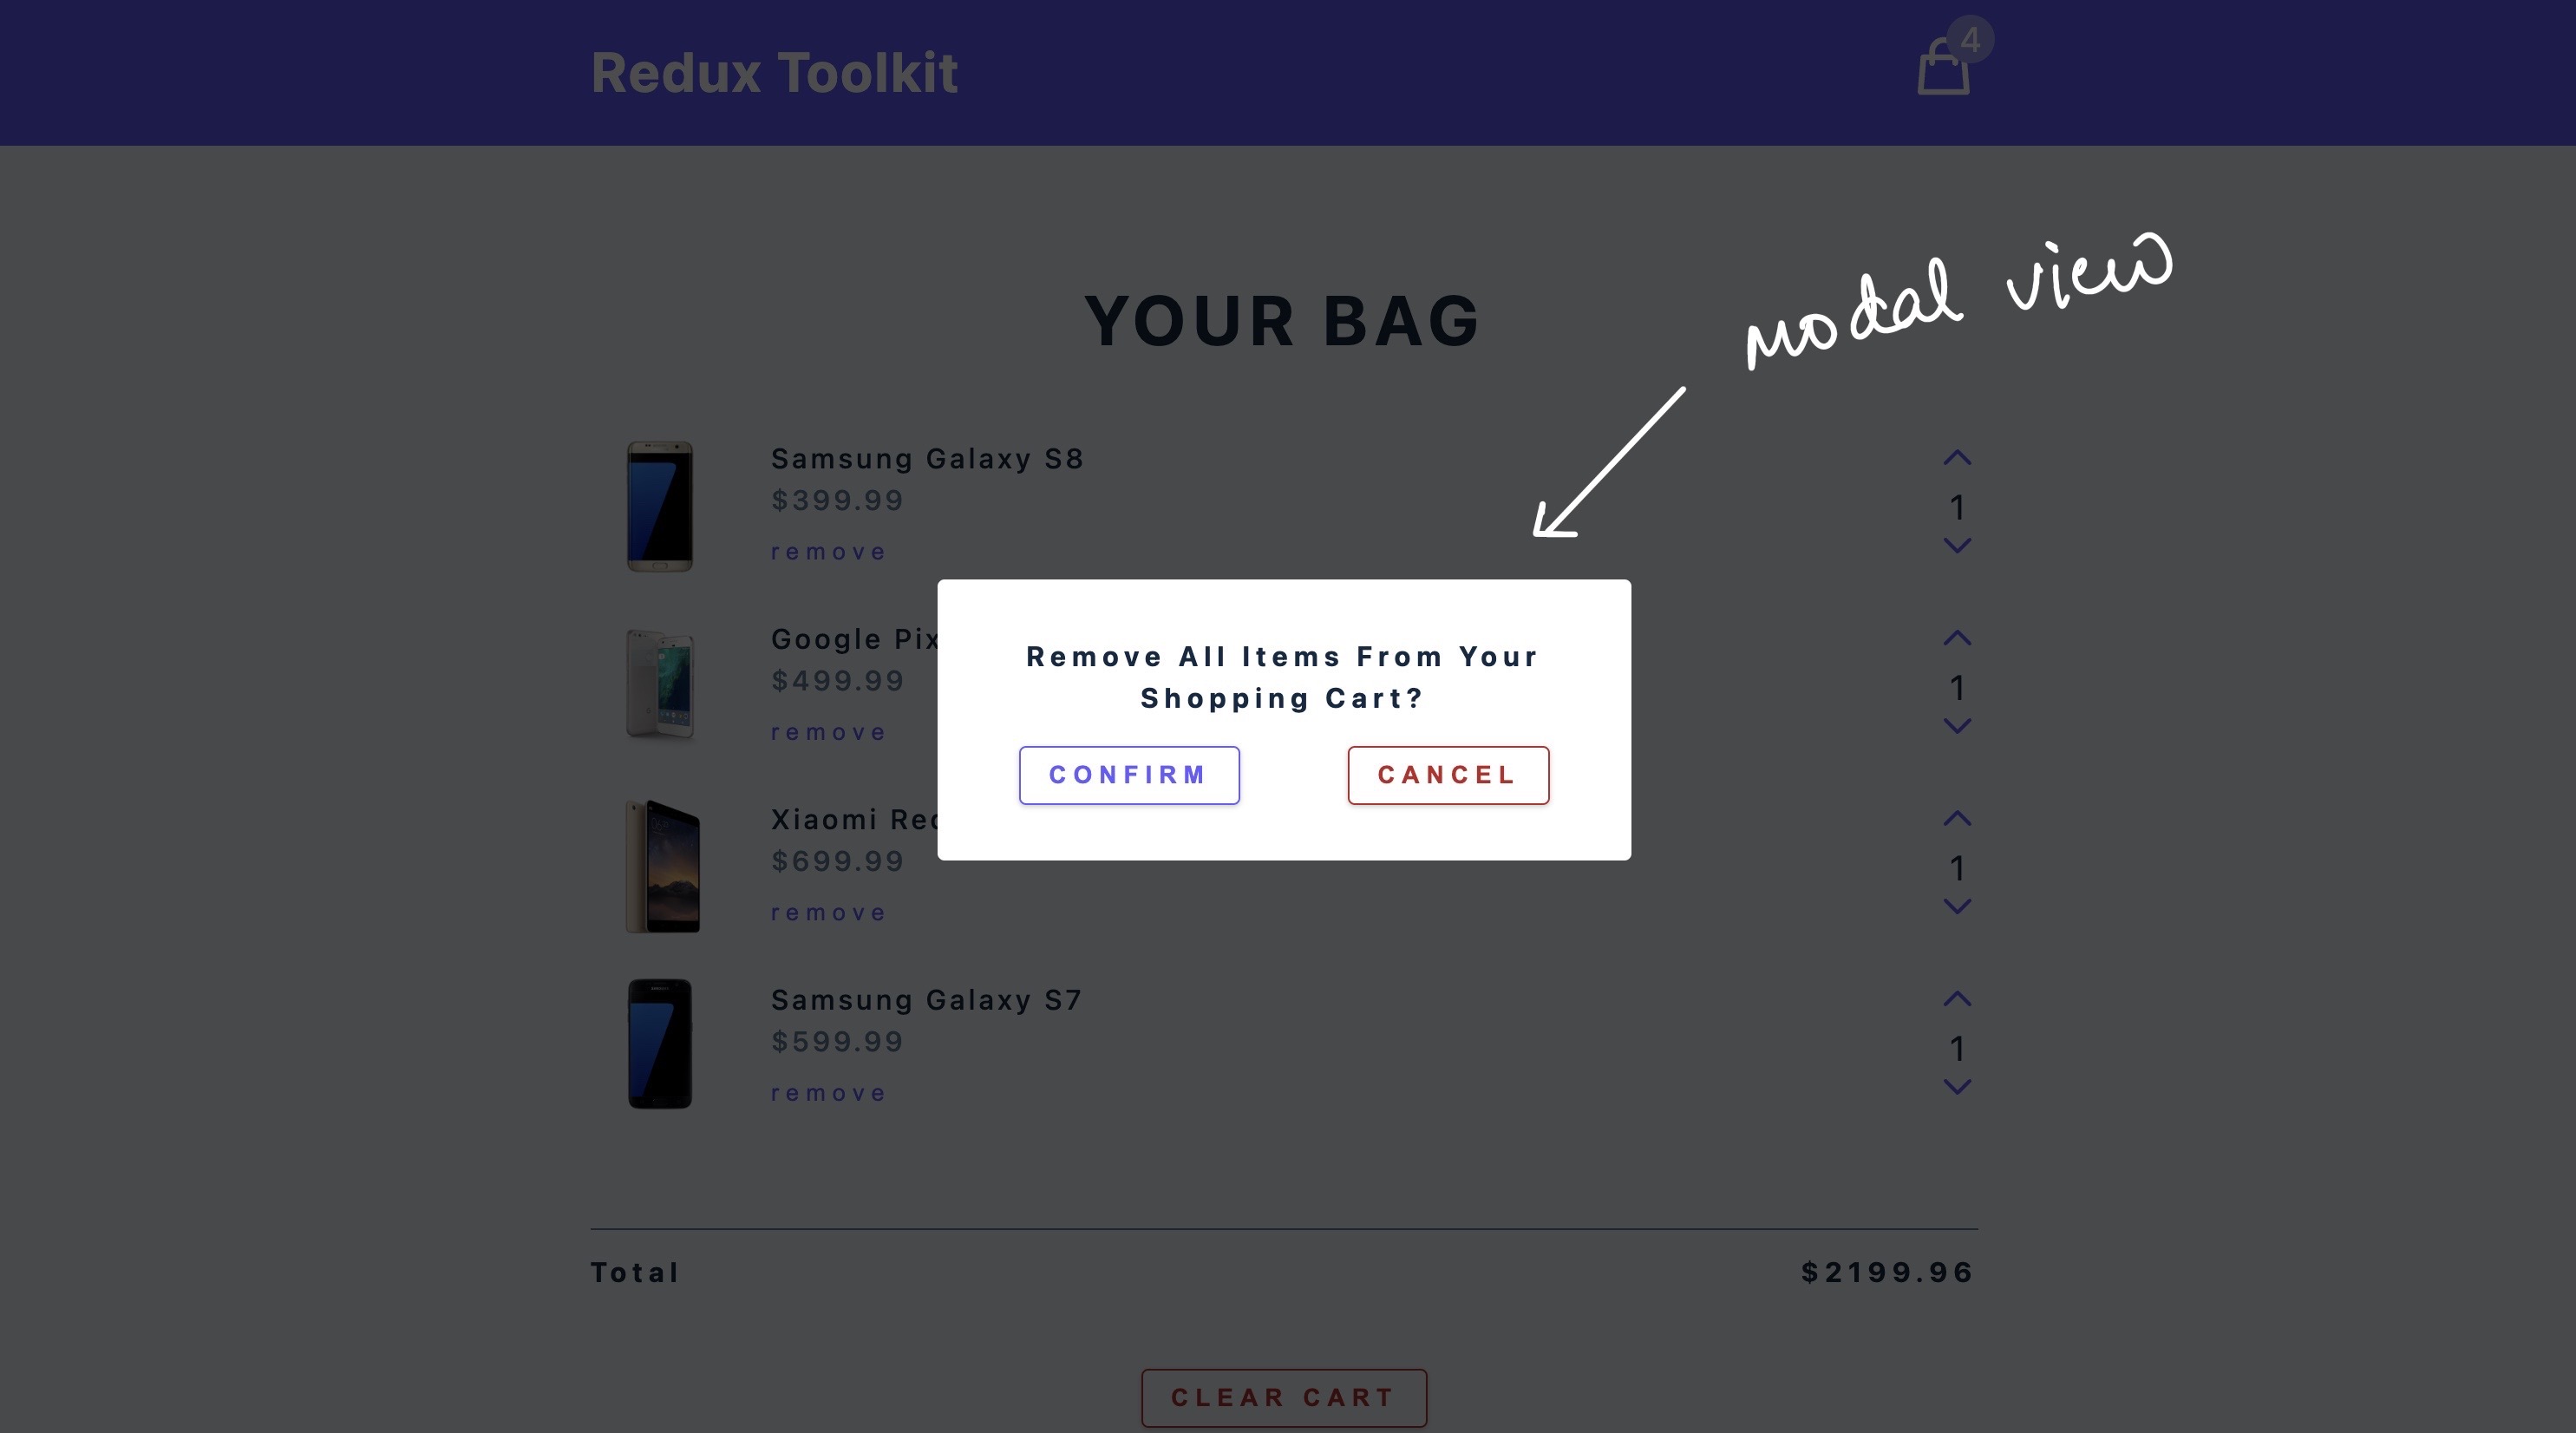 Redux Toolkit
4
modal view
YOUR BAG
Samsung Galaxy S8
$399.99
remove
1
Google Pix
$499.99
remove
1
Remove All Items From Your
Shopping Cart?
CONFIRM CANCEL
Xiaomi Red
$699.99
remove
1
Samsung Galaxy S7
$599.99
remove
1
Total $2199.96
CLEAR CART